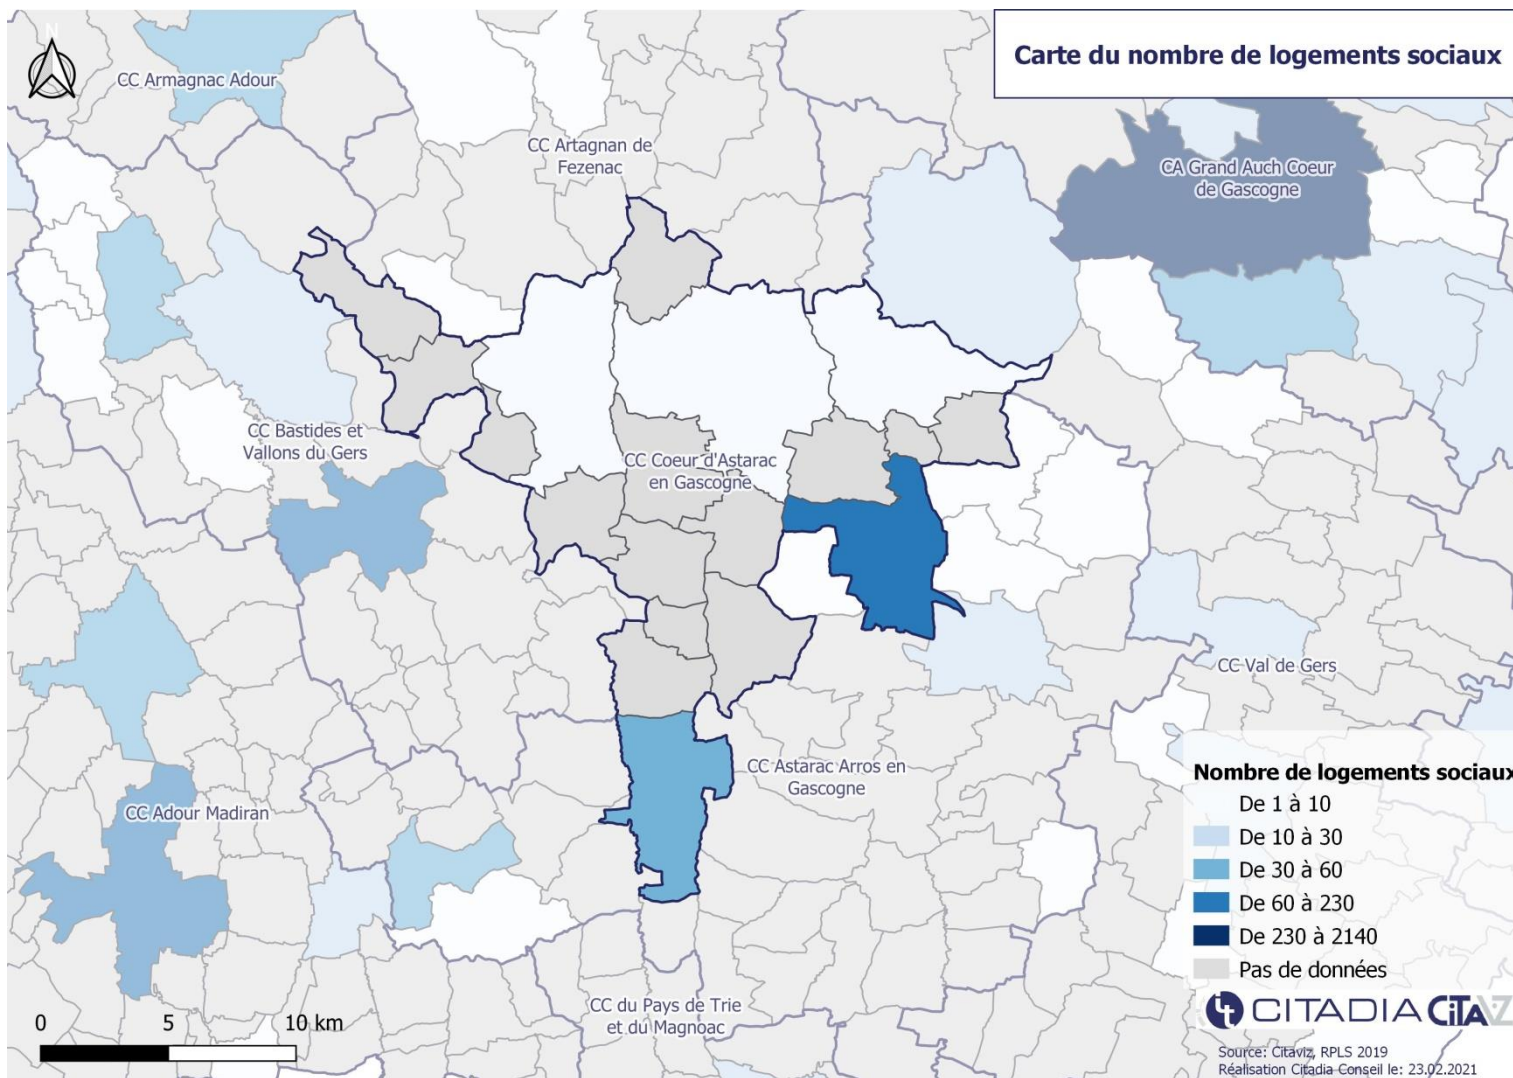 N
Carte du nombre de logements sociaux
CC Armagnac Adour
CC Artagnan de
Fezenac
CA Grand Auch Coeur
de Gascogne
CC Bastides et
Vallons du Gers
CC Coeur d'Astarac
en Gascogne
CC Val de Gers
CC Astarac Arros en
Gascogne
CC Adour Madiran
CC du Pays de Trie
et du Magnoac
Nombre de logements sociaux
De 1 à 10
De 10 à 30
De 30 à 60
De 60 à 230
De 230 à 2140
Pas de données
0 5 10 km
CITADIA CiTAVIZ
Source: Citaviz, RPLS 2019
Réalisation Citadia Conseil le: 23.02.2021